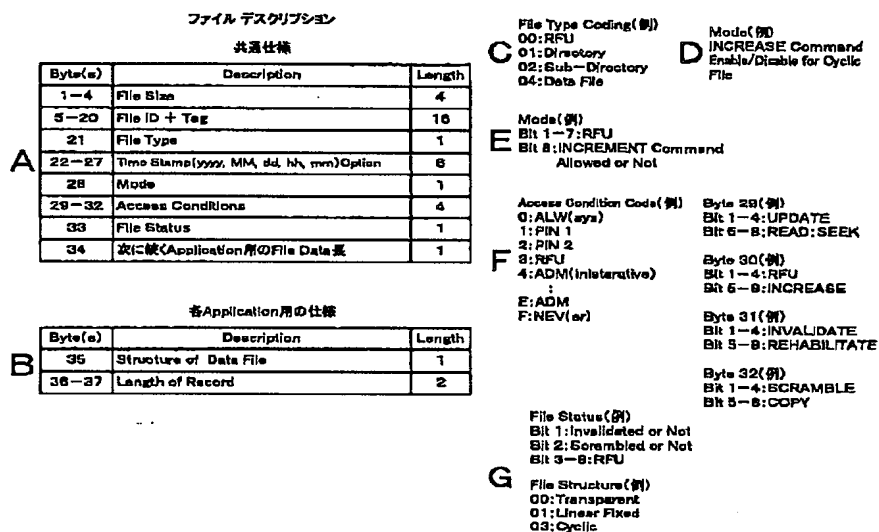 ファイル デスクリプション
共通仕様
A
Byte(s) Description Length
1-4 File Size 4
5-20 File ID + Tag 16
21 File Type 1
22-27 Time Stamp(yyyy, MM, dd, hh, mm)Option 6
28 Mode 1
29-32 Access Conditions 4
33 File Status 1
34 次に続くApplication用のFile Data長 1
各Application用の仕様
B
Byte(s) Description Length
35 Structure of Data File 1
36-37 Length of Record 2
C
File Type Coding(例)
00:RFU
01:Directory
02:Sub-Directory
04:Data File
D
Mode(例)
INCREASE Command
Enable/Disable for Cyclic
File
E
Mode(例)
Bit 1-7:RFU
Bit 8:INCREMENT Command
Allowed or Not
F
Access Condition Code(例)
0:ALW(ays)
1:PIN 1
2:PIN 2
3:RFU
4:ADM(inisterative)
:
E:ADM
F:NEV(er)
Byte 29(例)
Bit 1-4:UPDATE
Bit 5-8;READ;SEEK
Byte 30(例)
Bit 1-4:RFU
Bit 5-8:INCREASE
Byte 31(例)
Bit 1-4:INVALIDATE
Bit 5-8:REHABILITATE
Byte 32(例)
Bit 1-4:SCRAMBLE
Bit 5-8:COPY
File Status(例)
Bit 1:Invalidated or Not
Bit 2:Scrambled or Not
Bit 3-8:RFU
G
File Structure(例)
00:Transparent
01:Linear Fixed
03:Cyclic